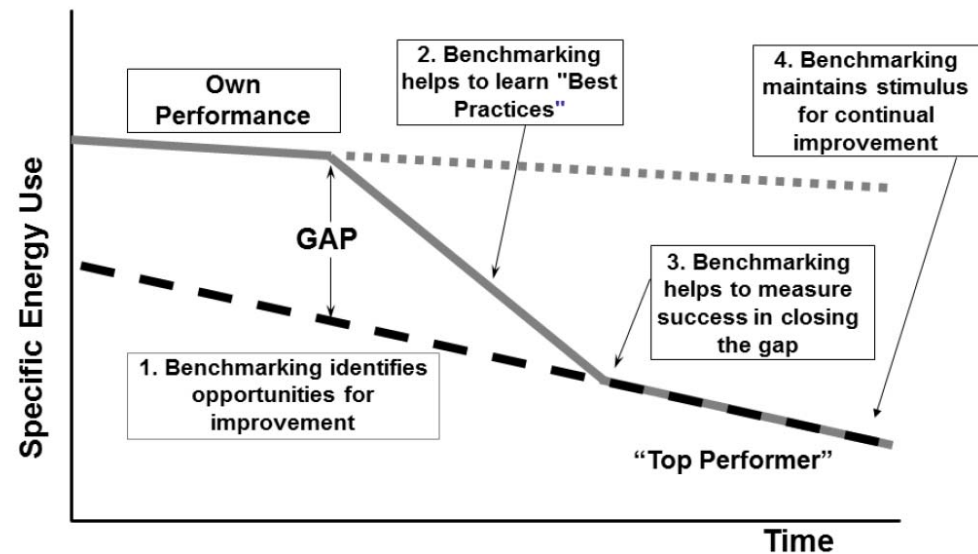 Own
Performance
2. Benchmarking
helps to learn "Best
Practices"
4. Benchmarking
maintains stimulus
for continual
improvement
Specific Energy Use
GAP
3. Benchmarking
helps to measure
success in closing
the gap
1. Benchmarking identifies
opportunities for
improvement
“Top Performer”
Time